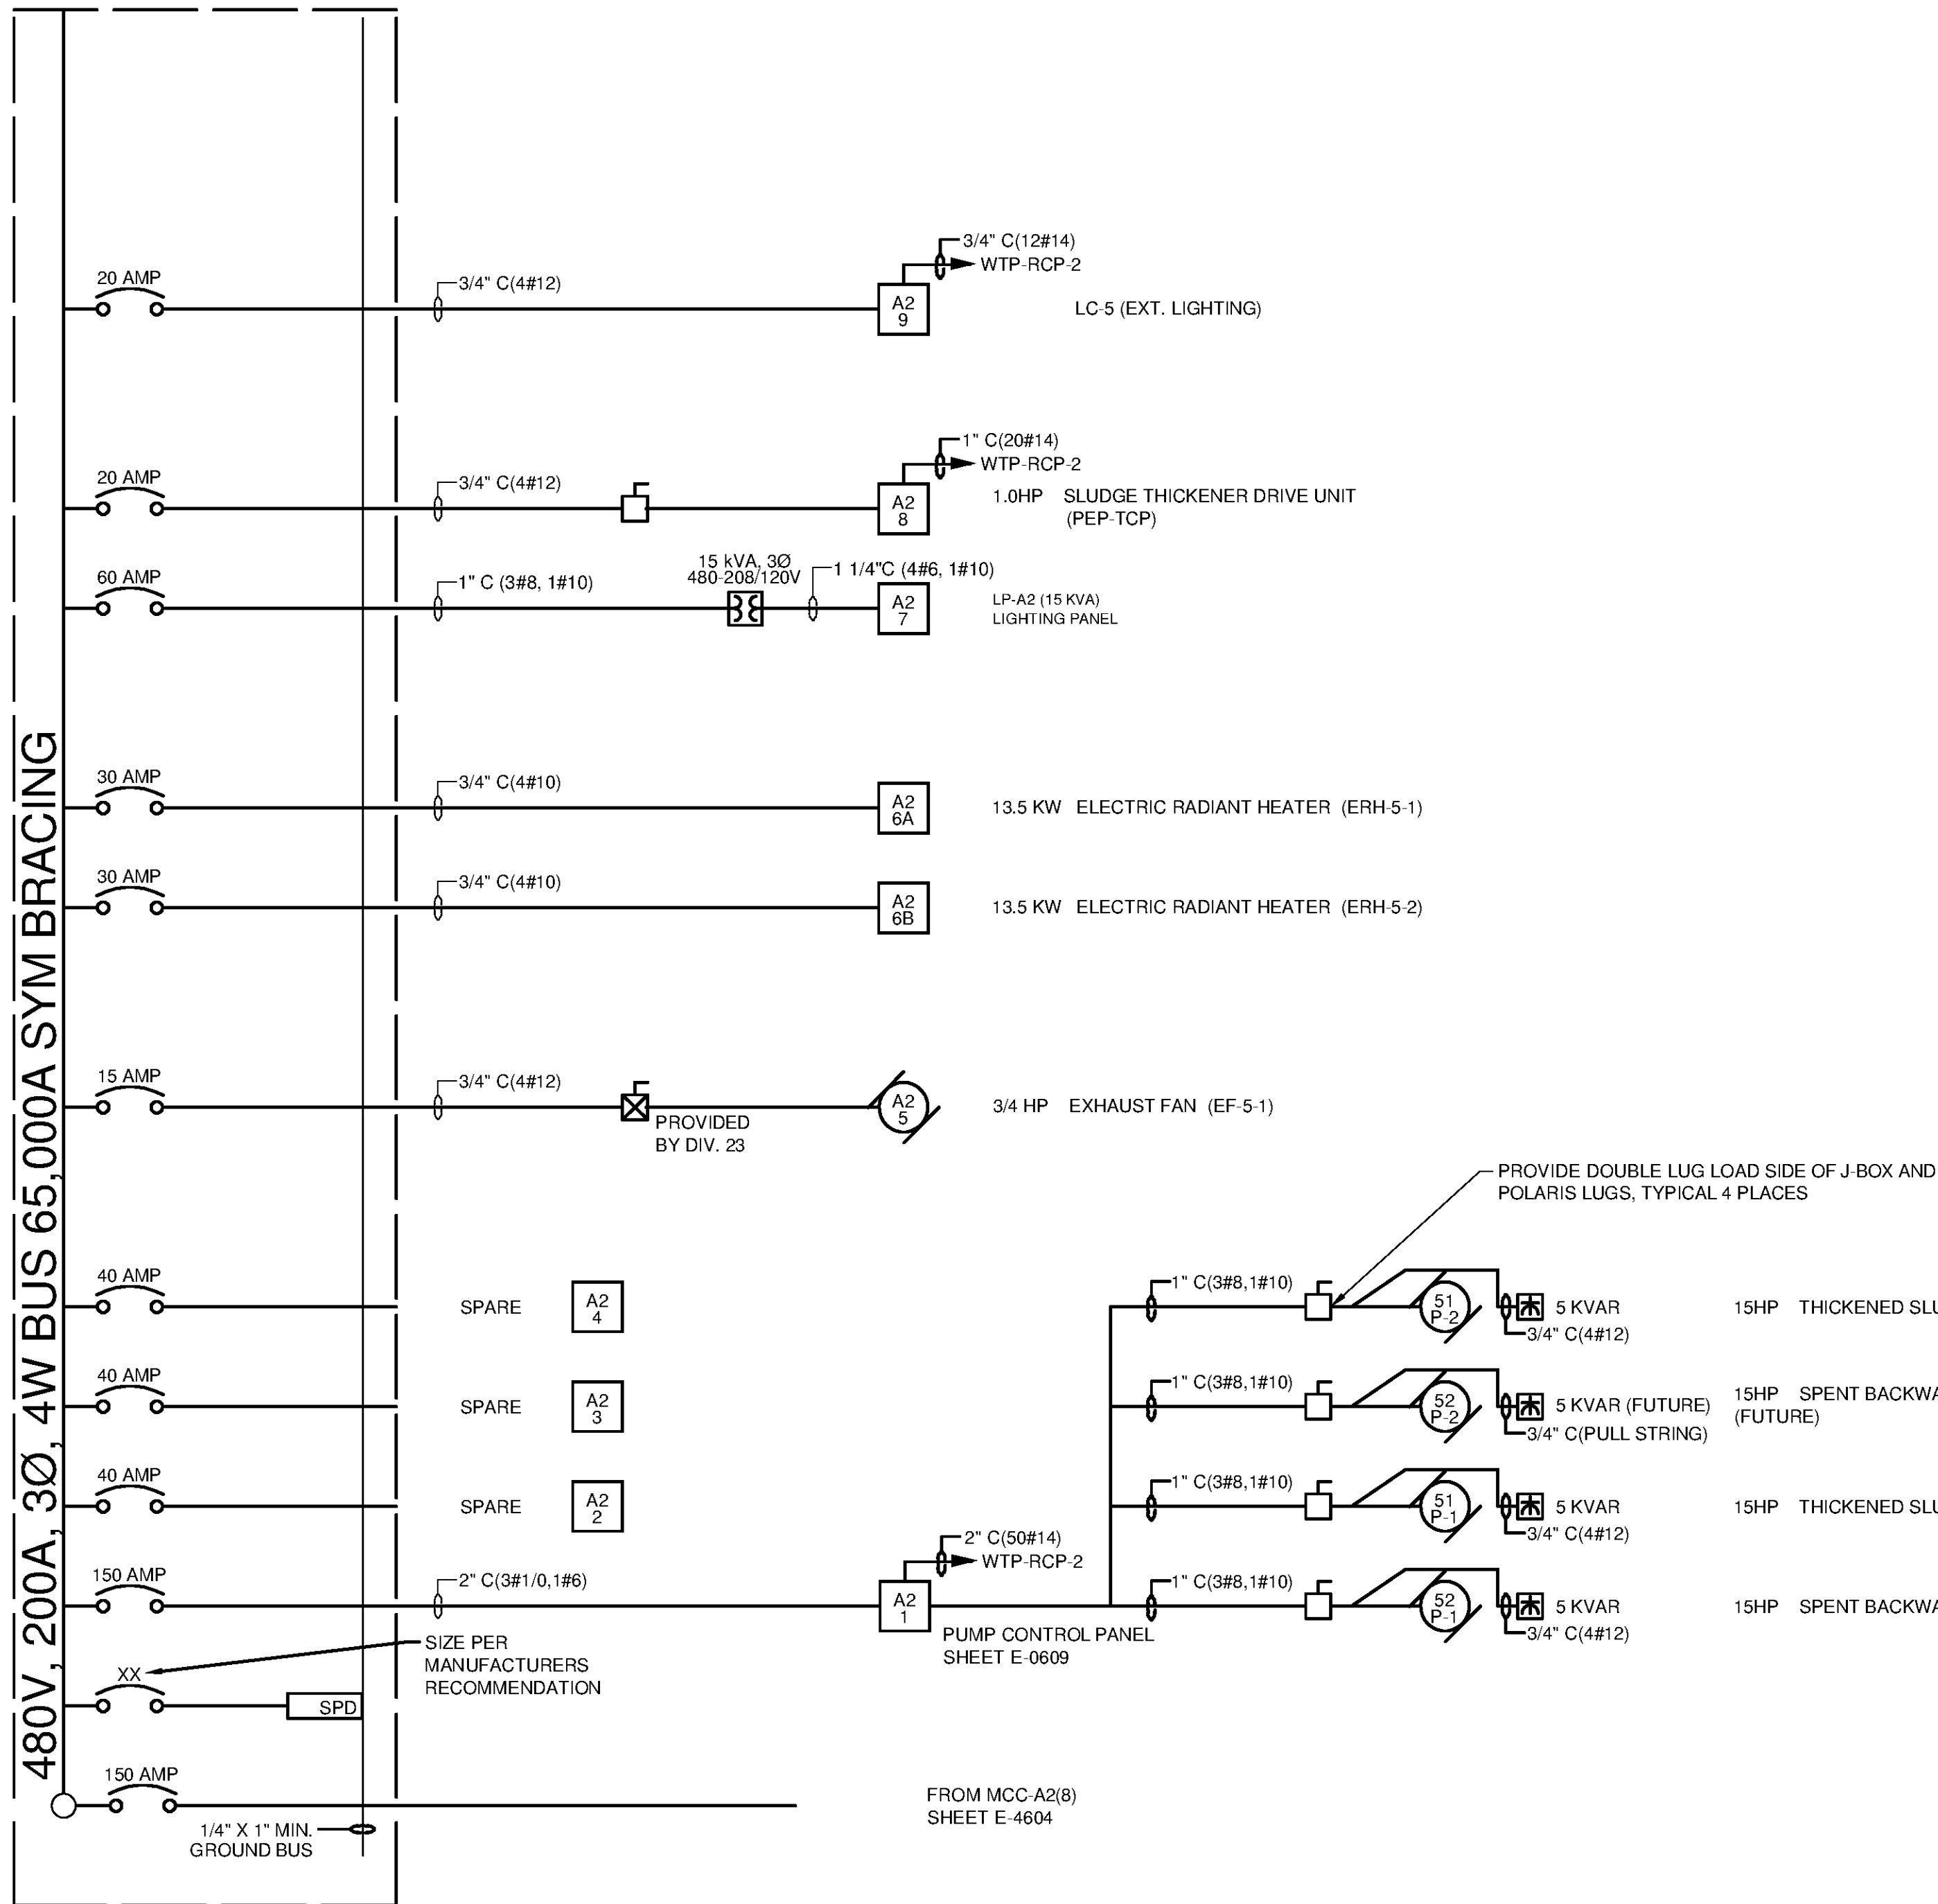 480V, 200A, 3Ø, 4W BUS 65,000A SYM BRACING
20 AMP
3/4" C(4#12)
3/4" C(12#14)
WTP-RCP-2
A2
9
LC-5 (EXT. LIGHTING)
20 AMP
3/4" C(4#12)
1" C(20#14)
WTP-RCP-2
A2
8
1.0HP SLUDGE THICKENER DRIVE UNIT
(PEP-TCP)
60 AMP
1" C (3#8, 1#10)
15 kVA, 3Ø
480-208/120V
1 1/4"C (4#6, 1#10)
A2
7
LP-A2 (15 KVA)
LIGHTING PANEL
30 AMP
3/4" C(4#10)
A2
6A
13.5 KW ELECTRIC RADIANT HEATER (ERH-5-1)
30 AMP
3/4" C(4#10)
A2
6B
13.5 KW ELECTRIC RADIANT HEATER (ERH-5-2)
15 AMP
3/4" C(4#12)
PROVIDED
BY DIV. 23
A2
5
3/4 HP EXHAUST FAN (EF-5-1)
PROVIDE DOUBLE LUG LOAD SIDE OF J-BOX AND
POLARIS LUGS, TYPICAL 4 PLACES
40 AMP
SPARE
A2
4
1" C(3#8,1#10)
51
P-2
5 KVAR
3/4" C(4#12)
15HP THICKENED SLU
40 AMP
SPARE
A2
3
1" C(3#8,1#10)
52
P-2
5 KVAR (FUTURE)
3/4" C(PULL STRING)
15HP SPENT BACKWA
(FUTURE)
40 AMP
SPARE
A2
2
1" C(3#8,1#10)
51
P-1
5 KVAR
3/4" C(4#12)
15HP THICKENED SLU
150 AMP
2" C(3#1/0,1#6)
2" C(50#14)
WTP-RCP-2
A2
1
PUMP CONTROL PANEL
SHEET E-0609
1" C(3#8,1#10)
52
P-1
5 KVAR
3/4" C(4#12)
15HP SPENT BACKWA
SIZE PER
MANUFACTURERS
RECOMMENDATION
XX
SPD
150 AMP
FROM MCC-A2(8)
SHEET E-4604
1/4" X 1" MIN.
GROUND BUS